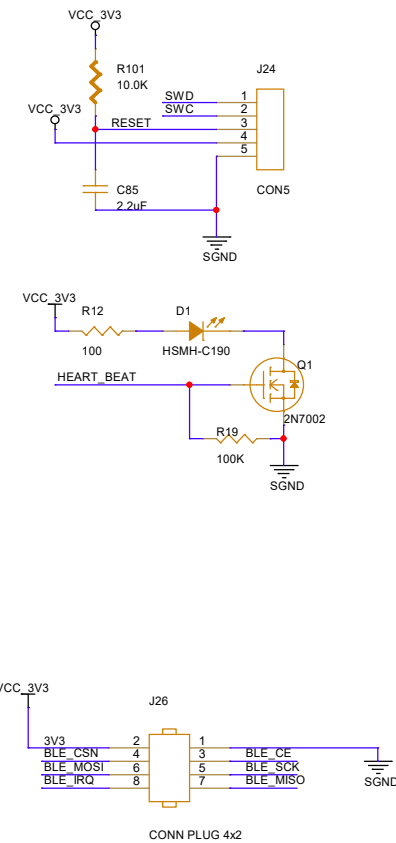 VCC_3V3
R101
10.0K
J24
VCC_3V3
SWD
SWC
RESET
1
2
3
4
5
C85
2.2uF
CON5
SGND
VCC_3V3
R12
D1
100
HSMH-C190
Q1
HEART_BEAT
2N7002
R19
100K
SGND
VCC_3V3
J26
3V3 2 1
BLE_CSN 4 3 BLE_CE
BLE_MOSI 6 5 BLE_SCK
BLE_IRQ 8 7 BLE_MISO
SGND
CONN PLUG 4x2